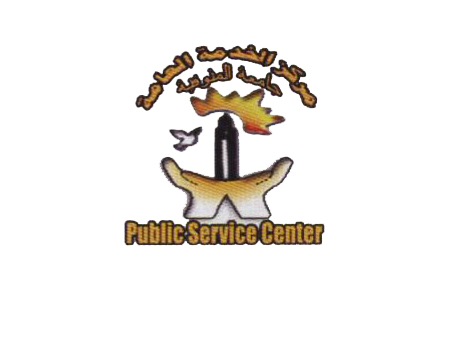 مركز الخدمة العامة
جامعة المنوفية
Public Service Center